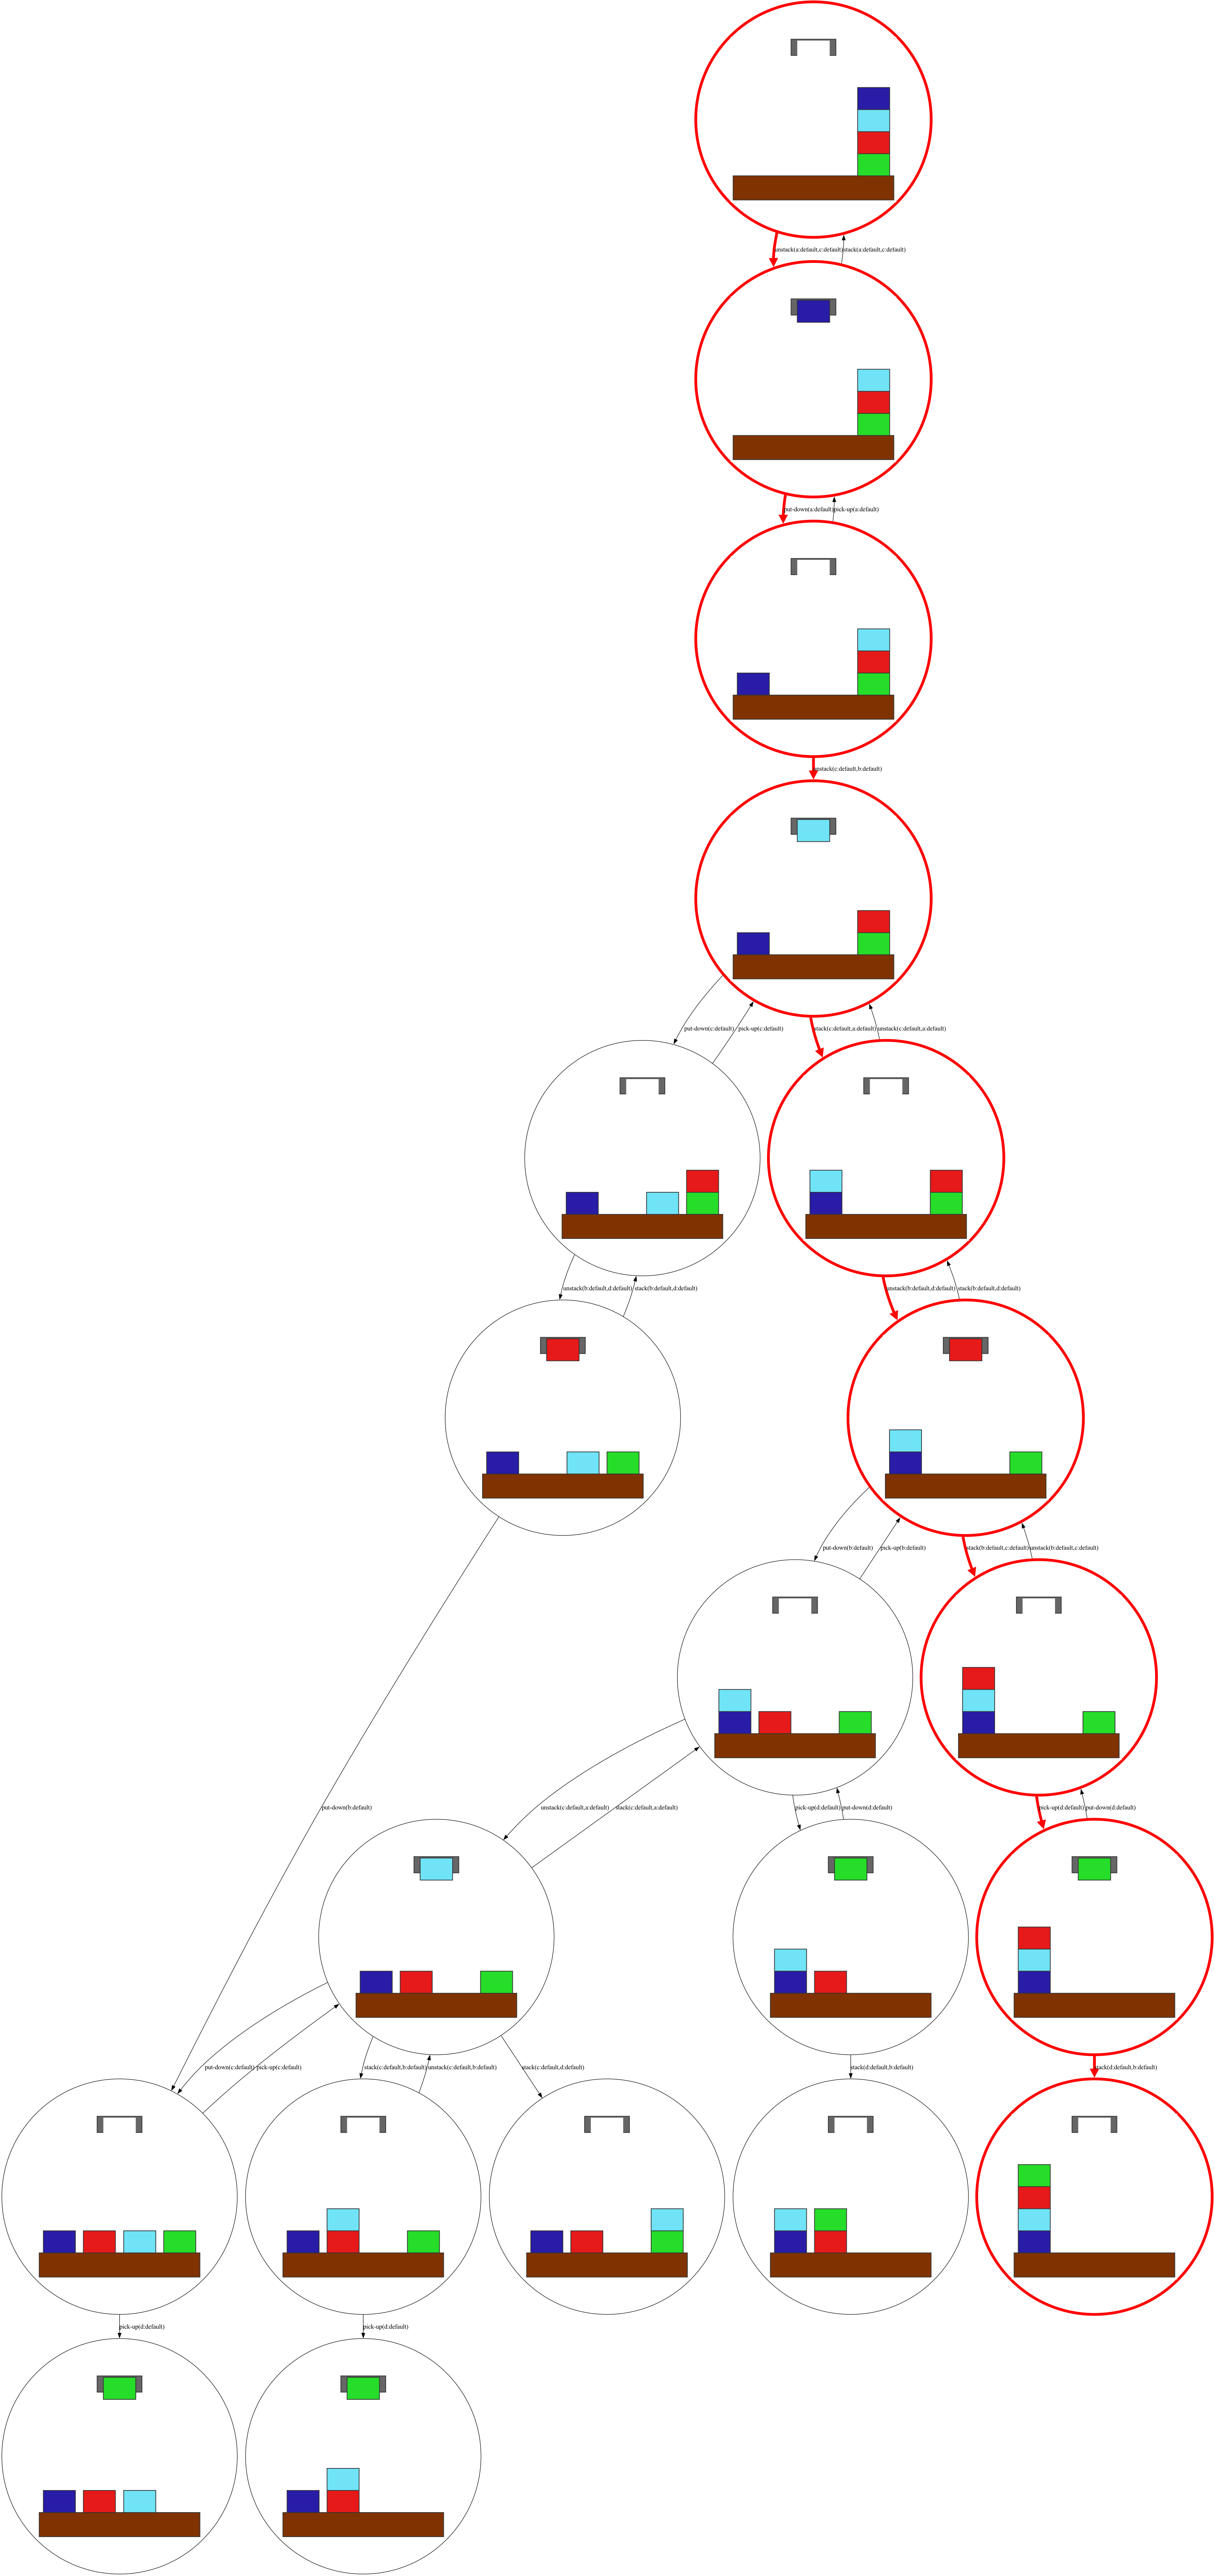 unstack(a:default,c:default)
stack(a:default,c:default)
put-down(a:default)
pick-up(a:default)
unstack(c:default,b:default)
put-down(c:default)
pick-up(c:default)
stack(c:default,a:default)
unstack(c:default,a:default)
unstack(b:default,d:default)
stack(b:default,d:default)
unstack(b:default,d:default)
stack(b:default,d:default)
put-down(b:default)
pick-up(b:default)
stack(b:default,c:default)
unstack(b:default,c:default)
put-down(b:default)
unstack(c:default,a:default)
stack(c:default,a:default)
pick-up(d:default)
put-down(d:default)
pick-up(d:default)
put-down(d:default)
put-down(c:default)
pick-up(c:default)
stack(c:default,b:default)
unstack(c:default,b:default)
stack(c:default,d:default)
stack(d:default,b:default)
stack(d:default,b:default)
pick-up(d:default)
pick-up(d:default)